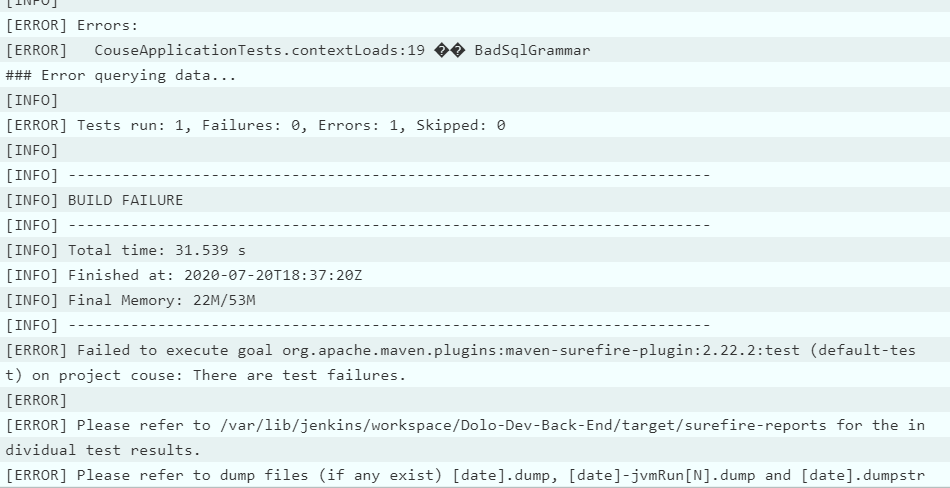 [INFO]
[ERROR] Errors:
[ERROR]   CouseApplicationTests.contextLoads:19 �� BadSqlGrammar
### Error querying data...
[INFO]
[ERROR] Tests run: 1, Failures: 0, Errors: 1, Skipped: 0
[INFO]
[INFO] ------------------------------------------------------------------------
[INFO] BUILD FAILURE
[INFO] ------------------------------------------------------------------------
[INFO] Total time: 31.539 s
[INFO] Finished at: 2020-07-20T18:37:20Z
[INFO] Final Memory: 22M/53M
[INFO] ------------------------------------------------------------------------
[ERROR] Failed to execute goal org.apache.maven.plugins:maven-surefire-plugin:2.22.2:test (default-tes
t) on project couse: There are test failures.
[ERROR]
[ERROR] Please refer to /var/lib/jenkins/workspace/Dolo-Dev-Back-End/target/surefire-reports for the in
dividual test results.
[ERROR] Please refer to dump files (if any exist) [date].dump, [date]-jvmRun[N].dump and [date].dumpstr